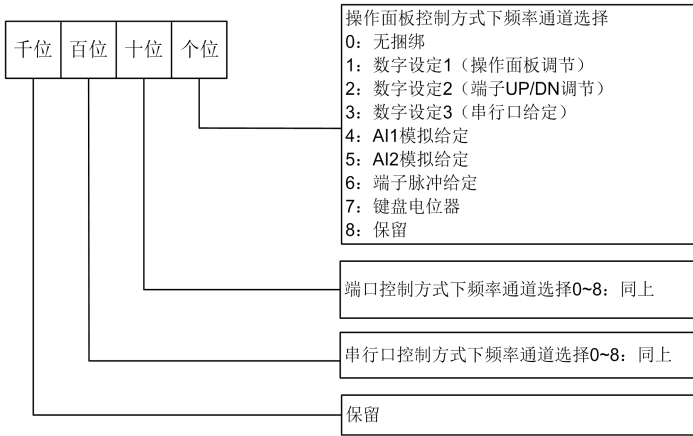 千位 百位 十位 个位
操作面板控制方式下频率通道选择
0：无捆绑
1：数字设定1（操作面板调节）
2：数字设定2（端子UP/DN调节）
3：数字设定3（串行口给定）
4：AI1模拟给定
5：AI2模拟给定
6：端子脉冲给定
7：键盘电位器
8：保留
端口控制方式下频率通道选择0~8：同上
串行口控制方式下频率通道选择0~8：同上
保留